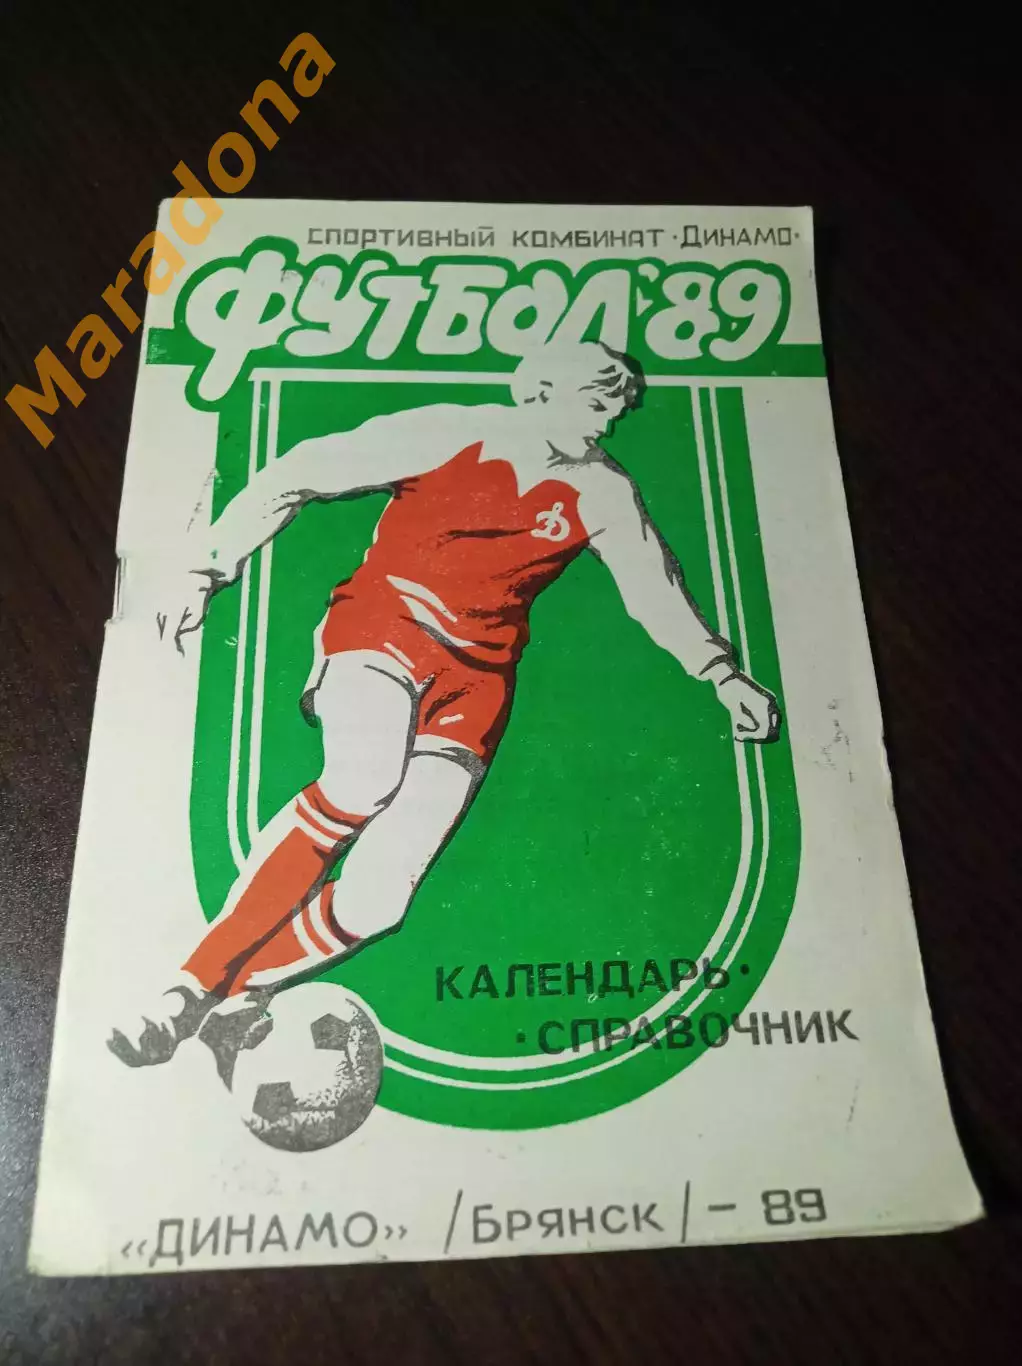 Maradona
СПОРТИВНЫЙ КОМБИНАТ ·ДИНАМО·
ФУТБОЛ'89
Д
КАЛЕНДАРЬ·
·СПРАВОЧНИК
«ДИНАМО» /БРЯНСК/ - 89